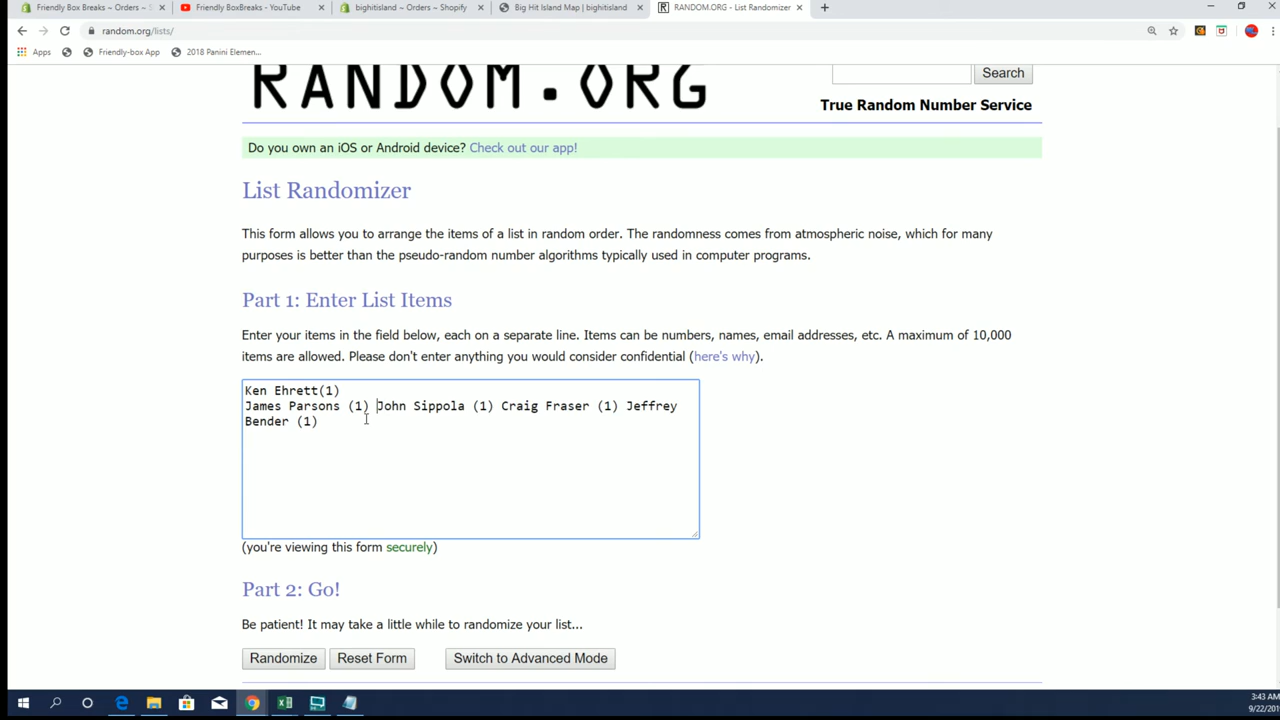 Friendly Box Breaks ~ Orders ~ S
Friendly BoxBreaks - YouTube
bighitisland ~ Orders ~ Shopify
Big Hit Island Map | bighitisland
RANDOM.ORG - List Randomizer
random.org/lists/
Apps
Friendly-box App
2018 Panini Elemen...
RANDOM.ORG
Search
True Random Number Service
Do you own an iOS or Android device? Check out our app!
List Randomizer
This form allows you to arrange the items of a list in random order. The randomness comes from atmospheric noise, which for many
purposes is better than the pseudo-random number algorithms typically used in computer programs.
Part 1: Enter List Items
Enter your items in the field below, each on a separate line. Items can be numbers, names, email addresses, etc. A maximum of 10,000
items are allowed. Please don't enter anything you would consider confidential (here's why).
Ken Ehrett(1)
James Parsons (1) John Sippola (1) Craig Fraser (1) Jeffrey
Bender (1)
(you're viewing this form securely)
Part 2: Go!
Be patient! It may take a little while to randomize your list...
Randomize
Reset Form
Switch to Advanced Mode
3:43 AM
9/22/201